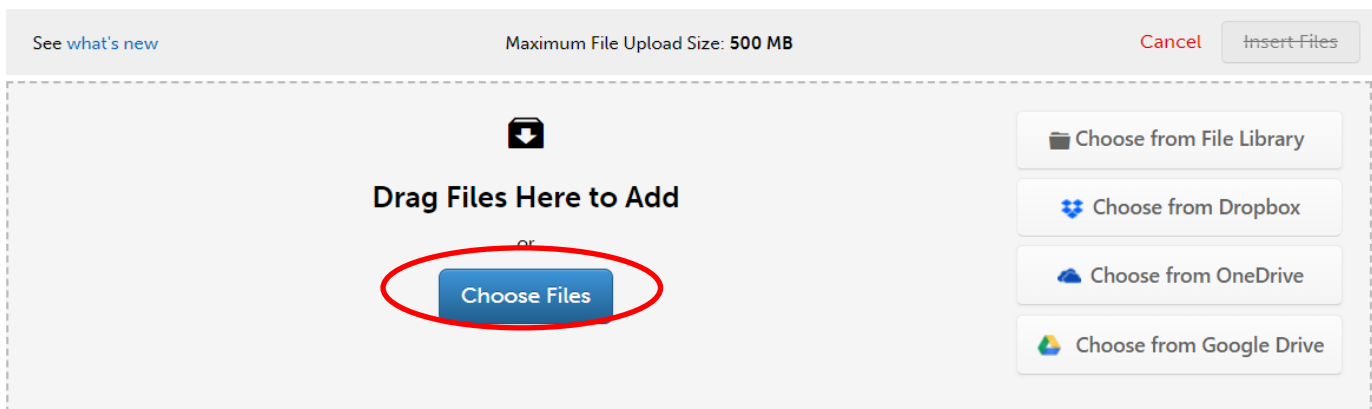 See what's new
Maximum File Upload Size: 500 MB
Cancel
Insert Files
Drag Files Here to Add
or
Choose Files
Choose from File Library
Choose from Dropbox
Choose from OneDrive
Choose from Google Drive